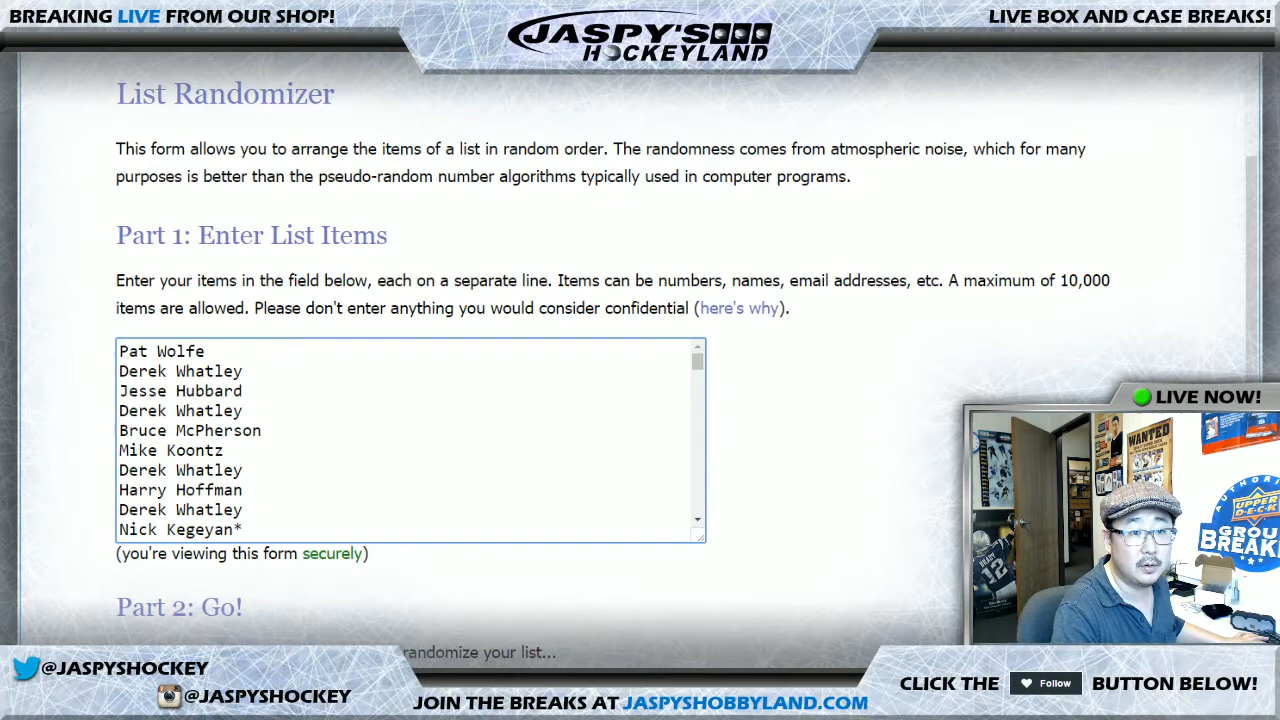 BREAKING LIVE FROM OUR SHOP!
JASPY'S
HOCKEYLAND
LIVE BOX AND CASE BREAKS!
List Randomizer
This form allows you to arrange the items of a list in random order. The randomness comes from atmospheric noise, which for many
purposes is better than the pseudo-random number algorithms typically used in computer programs.
Part 1: Enter List Items
Enter your items in the field below, each on a separate line. Items can be numbers, names, email addresses, etc. A maximum of 10,000
items are allowed. Please don't enter anything you would consider confidential (here's why).
Pat Wolfe
Derek Whatley
Jesse Hubbard
Derek Whatley
Bruce McPherson
Mike Koontz
Derek Whatley
Harry Hoffman
Derek Whatley
Nick Kegeyan*
(you're viewing this form securely)
Part 2: Go!
randomize your list...
LIVE NOW!
WANTED
BRADY
12
AUTHORI
UPPER
DECK
GROU
BREAKE
@JASPYSHOCKEY
@JASPYSHOCKEY
JOIN THE BREAKS AT JASPYSHOBBYLAND.COM
CLICK THE Follow BUTTON BELOW!